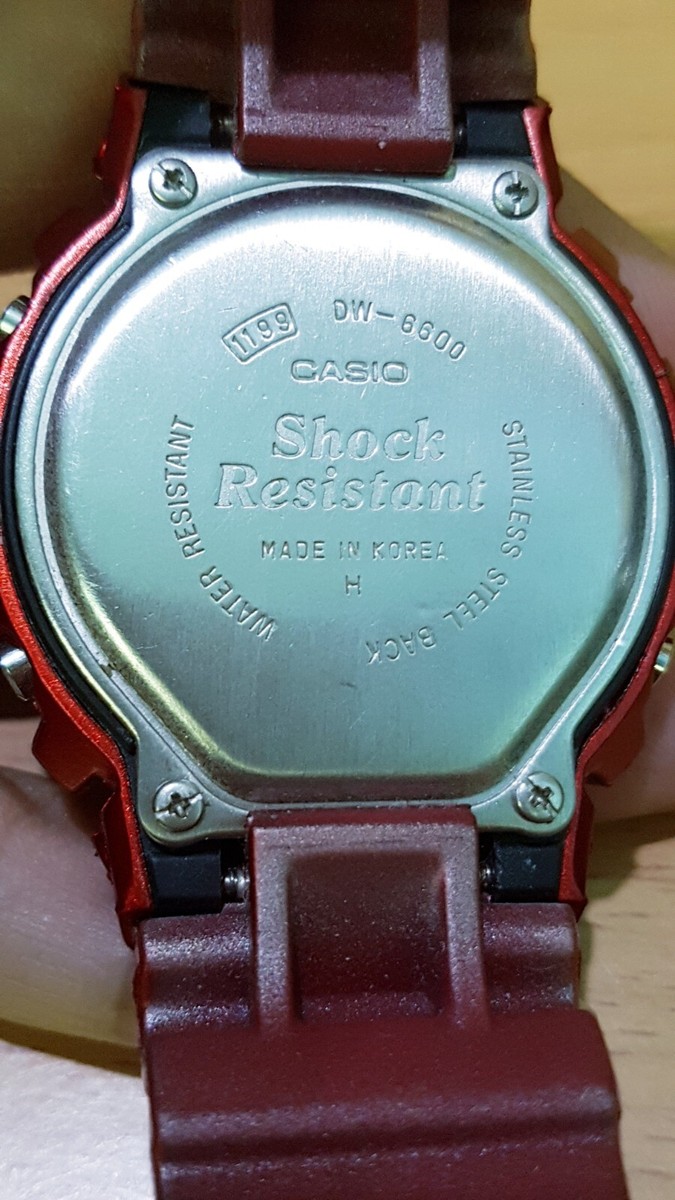 1199
DW-6600
CASIO
Shock
Resistant
MADE IN KOREA
H
WATER RESISTANT
STAINLESS STEEL BACK